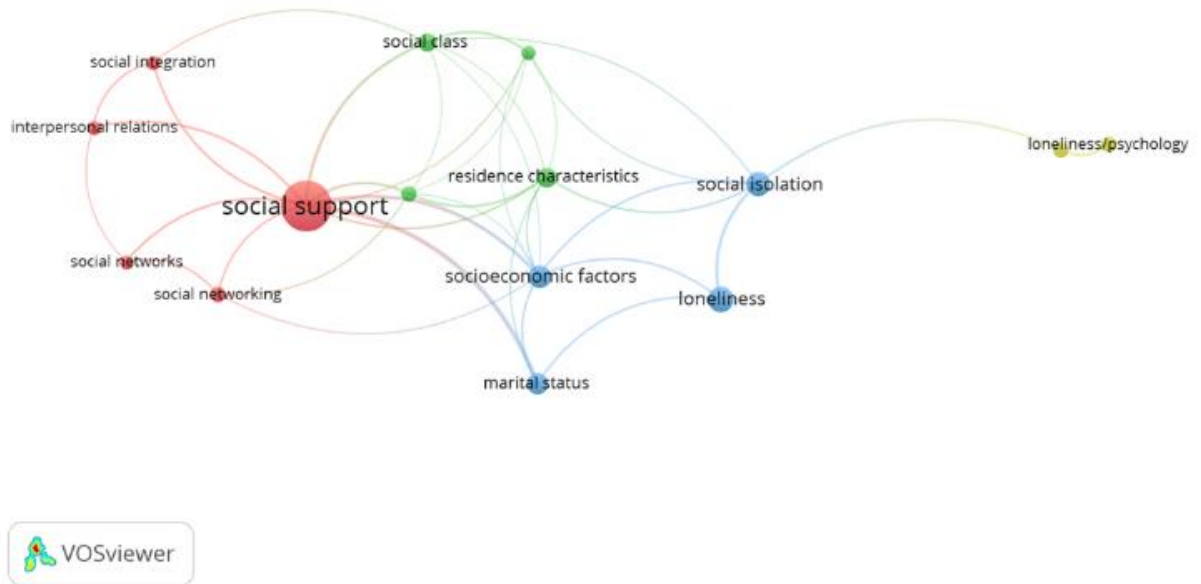 social class
social integration
interpersonal relations
loneliness/psychology
residence characteristics
social isolation
social support
social networks
socioeconomic factors
social networking
loneliness
marital status
VOSviewer